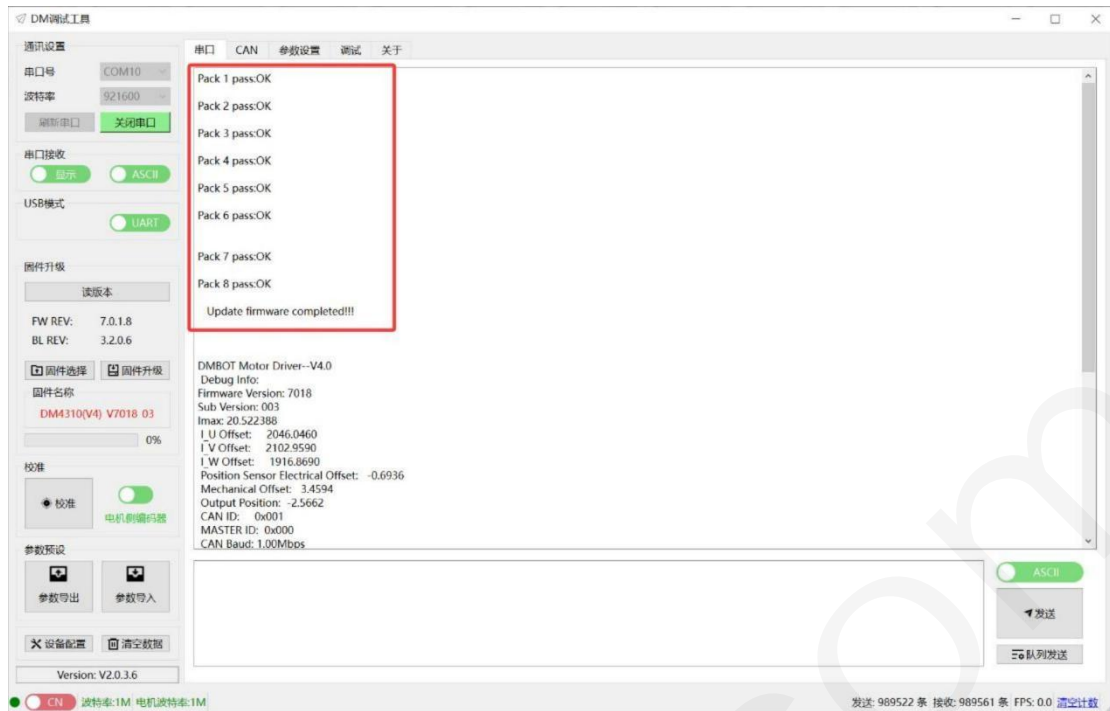 DM调试工具
通讯设置
串口号 COM10
波特率 921600
刷新串口 关闭串口
串口接收
显示 ASCII
USB模式
UART
固件升级
读版本
FW REV: 7.0.1.8
BL REV: 3.2.0.6
固件选择 固件升级
固件名称
DM4310(V4) V7018 03
0%
校准
校准
电机侧编码器
参数预设
参数导出 参数导入
设备配置 清空数据
Version: V2.0.3.6
串口 CAN 参数设置 调试 关于
Pack 1 pass:OK
Pack 2 pass:OK
Pack 3 pass:OK
Pack 4 pass:OK
Pack 5 pass:OK
Pack 6 pass:OK
Pack 7 pass:OK
Pack 8 pass:OK
Update firmware completed!!!
DMBOT Motor Driver--V4.0
Debug Info:
Firmware Version: 7018
Sub Version: 003
Imax: 20.522388
I_U Offset: 2046.0460
I_V Offset: 2102.9590
I_W Offset: 1916.8690
Position Sensor Electrical Offset: -0.6936
Mechanical Offset: 3.4594
Output Position: -2.5662
CAN ID: 0x001
MASTER ID: 0x000
CAN Baud: 1.00Mbps
ASCII
发送
队列发送
CN 波特率:1M 电机波特率:1M
发送: 989522 条 接收: 989561 条 FPS: 0.0 清空计数
com